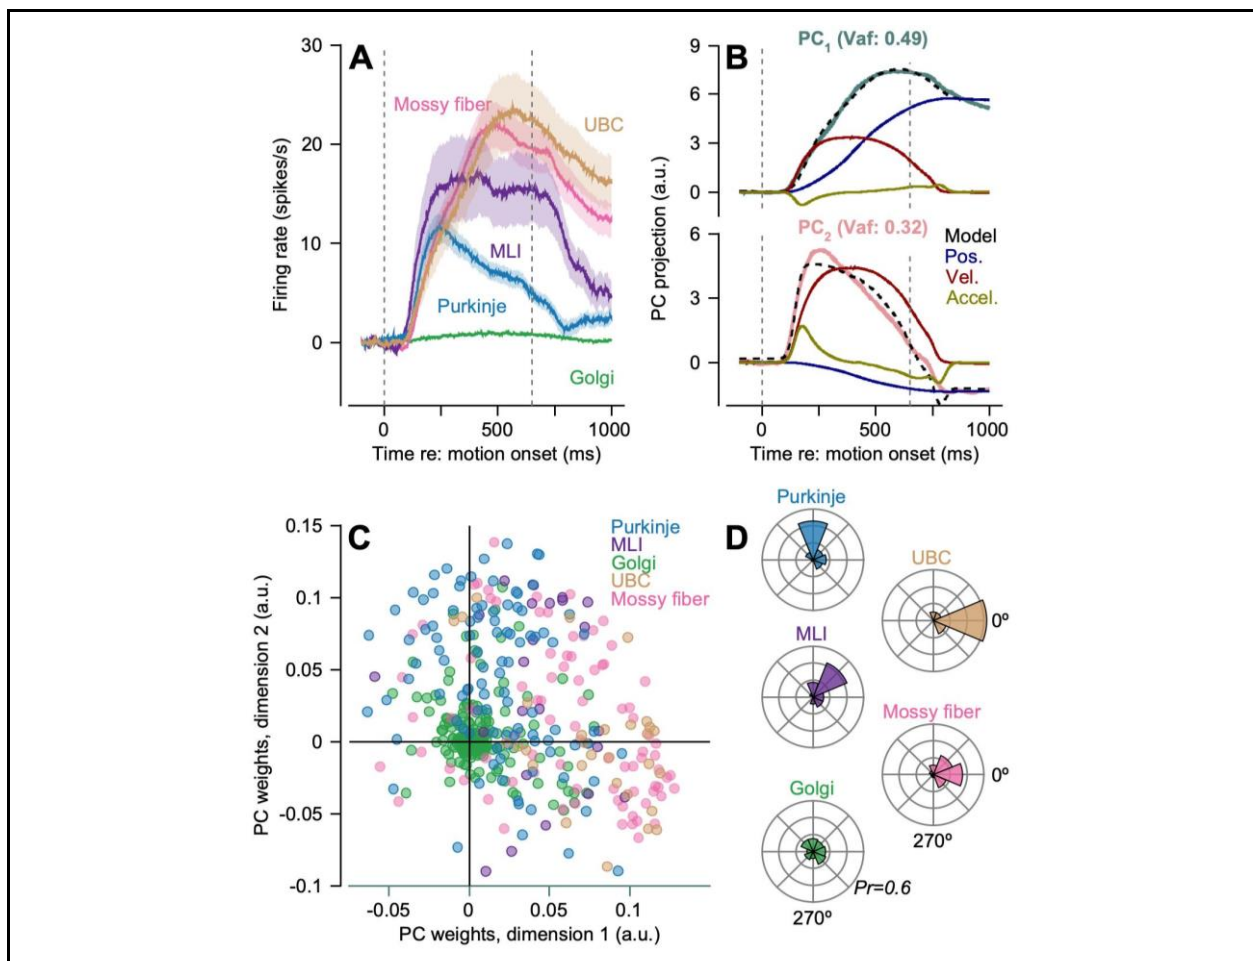 A
30
20
10
0
Firing rate (spikes/s)
Mossy fiber
UBC
MLI
Purkinje
Golgi
0
500
1000
Time re: motion onset (ms)
B
PC1 (Vaf: 0.49)
9
6
3
0
PC2 (Vaf: 0.32)
6
3
0
PC projection (a.u.)
Model
Pos.
Vel.
Accel.
0
500
1000
Time re: motion onset (ms)
C
0.15
0.1
0.05
0
-0.05
-0.1
PC weights, dimension 2 (a.u.)
Purkinje
MLI
Golgi
UBC
Mossy fiber
-0.05
0
0.05
0.1
PC weights, dimension 1 (a.u.)
D
Purkinje
UBC
0º
MLI
Mossy fiber
0º
270º
Golgi
Pr=0.6
270º